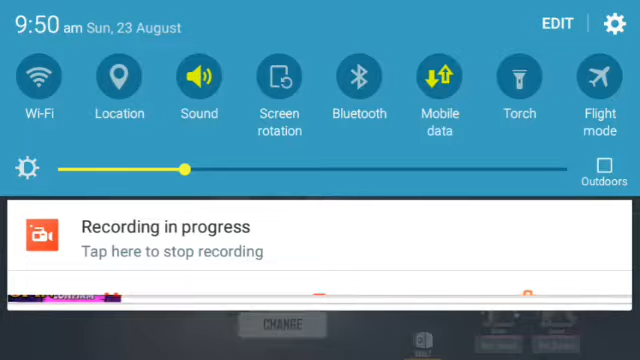 9:50 am Sun, 23 August
EDIT
Wi-Fi
Location
Sound
Screen rotation
Bluetooth
Mobile data
Torch
Flight mode
Outdoors
Recording in progress
Tap here to stop recording
CHANGE